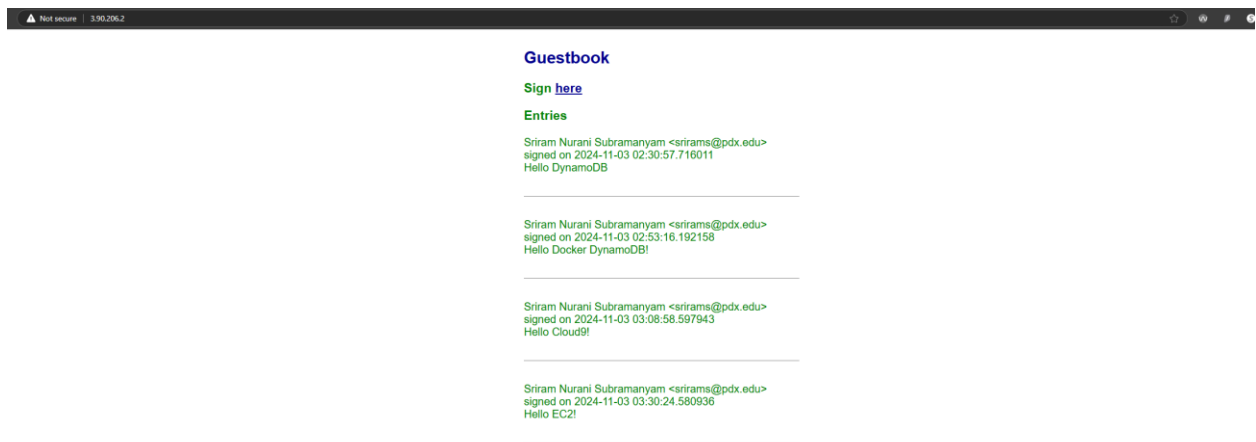 Not secure 3.90.206.2
Guestbook
Sign here
Entries
Sriram Nurani Subramanyam <srirams@pdx.edu>
signed on 2024-11-03 02:30:57.716011
Hello DynamoDB
Sriram Nurani Subramanyam <srirams@pdx.edu>
signed on 2024-11-03 02:53:16.192158
Hello Docker DynamoDB!
Sriram Nurani Subramanyam <srirams@pdx.edu>
signed on 2024-11-03 03:08:58.597943
Hello Cloud9!
Sriram Nurani Subramanyam <srirams@pdx.edu>
signed on 2024-11-03 03:30:24.580936
Hello EC2!